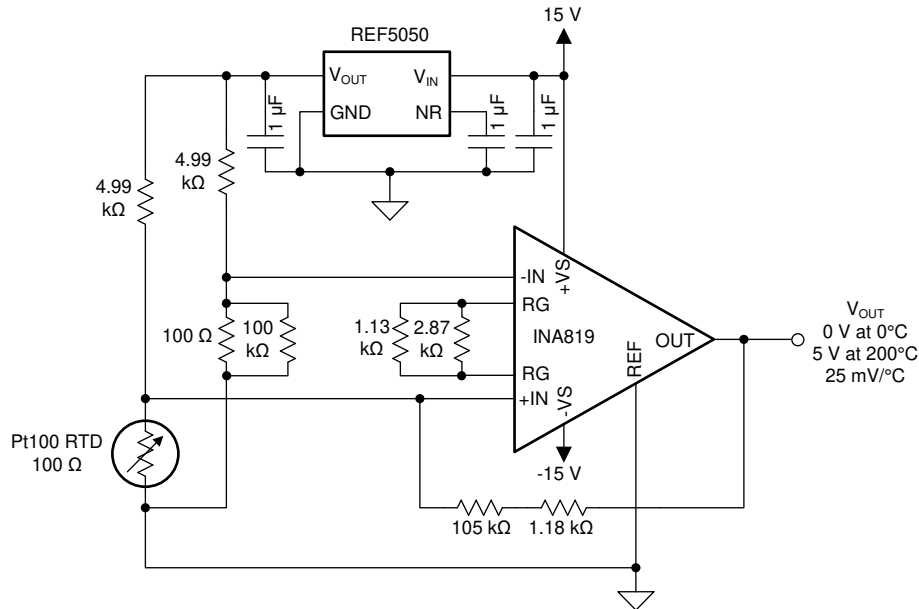 15 V
REF5050
VOUT
VIN
GND
NR
1 µF
1 µF
1 µF
4.99
kΩ
4.99
kΩ
-IN
+VS
RG
100 Ω
100
kΩ
1.13
kΩ
2.87
kΩ
INA819
OUT
RG
REF
+IN
-VS
VOUT
0 V at 0°C
5 V at 200°C
25 mV/°C
Pt100 RTD
100 Ω
-15 V
105 kΩ
1.18 kΩ